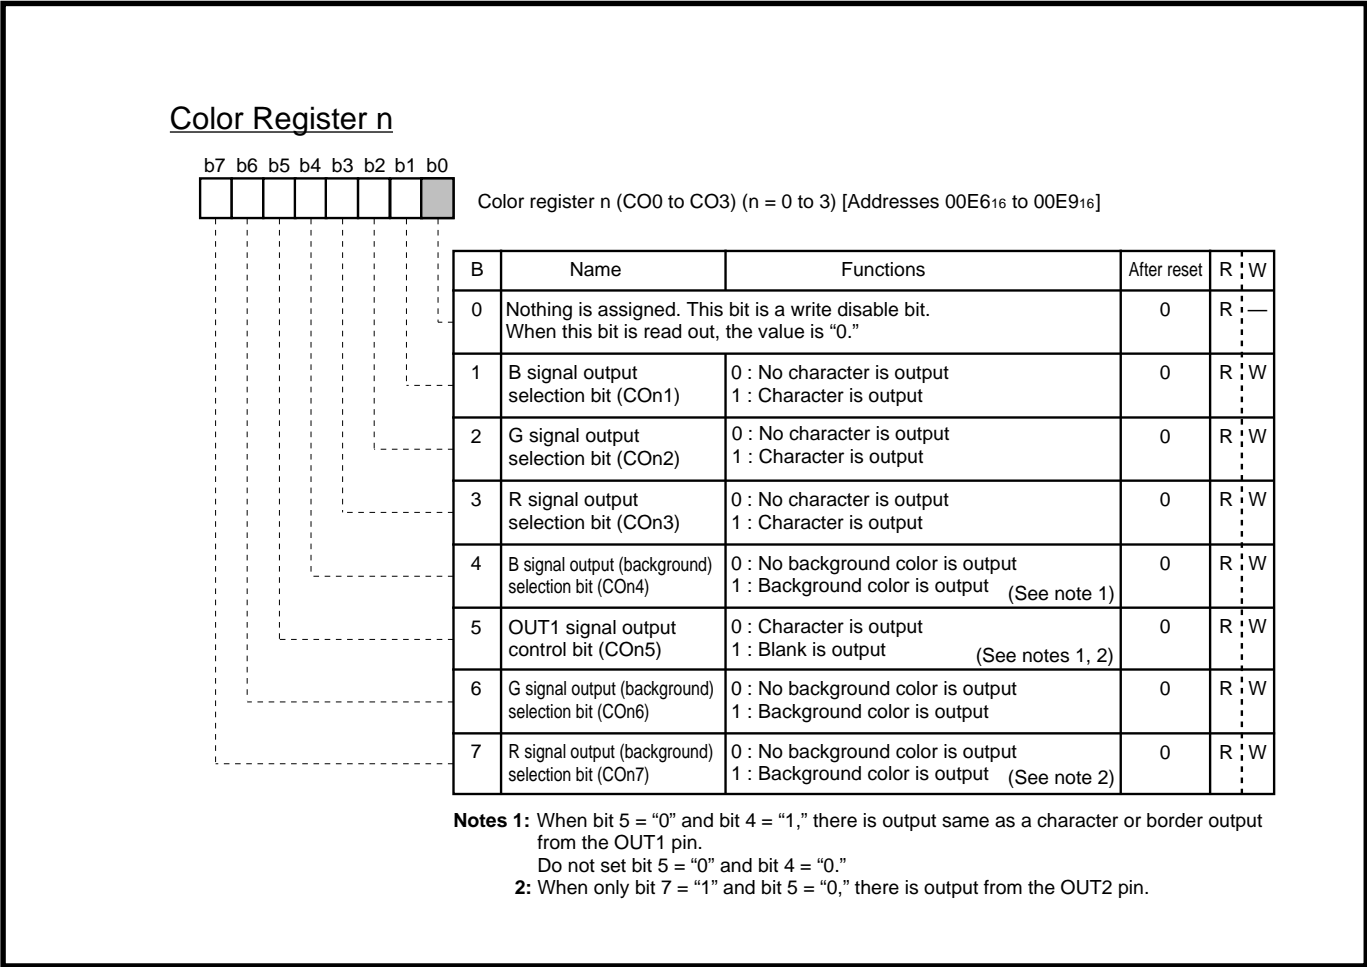 Color Register n
b7 b6 b5 b4 b3 b2 b1 b0
Color register n (CO0 to CO3) (n = 0 to 3) [Addresses 00E616 to 00E916]
B Name Functions After reset R W
0 Nothing is assigned. This bit is a write disable bit. 0 R —
When this bit is read out, the value is “0.”
1 B signal output 0 : No character is output 0 R W
selection bit (COn1) 1 : Character is output
2 G signal output 0 : No character is output 0 R W
selection bit (COn2) 1 : Character is output
3 R signal output 0 : No character is output 0 R W
selection bit (COn3) 1 : Character is output
4 B signal output (background) 0 : No background color is output 0 R W
selection bit (COn4) 1 : Background color is output (See note 1)
5 OUT1 signal output 0 : Character is output 0 R W
control bit (COn5) 1 : Blank is output (See notes 1, 2)
6 G signal output (background) 0 : No background color is output 0 R W
selection bit (COn6) 1 : Background color is output
7 R signal output (background) 0 : No background color is output 0 R W
selection bit (COn7) 1 : Background color is output (See note 2)
Notes 1: When bit 5 = “0” and bit 4 = “1,” there is output same as a character or border output
from the OUT1 pin.
Do not set bit 5 = “0” and bit 4 = “0.”
2: When only bit 7 = “1” and bit 5 = “0,” there is output from the OUT2 pin.